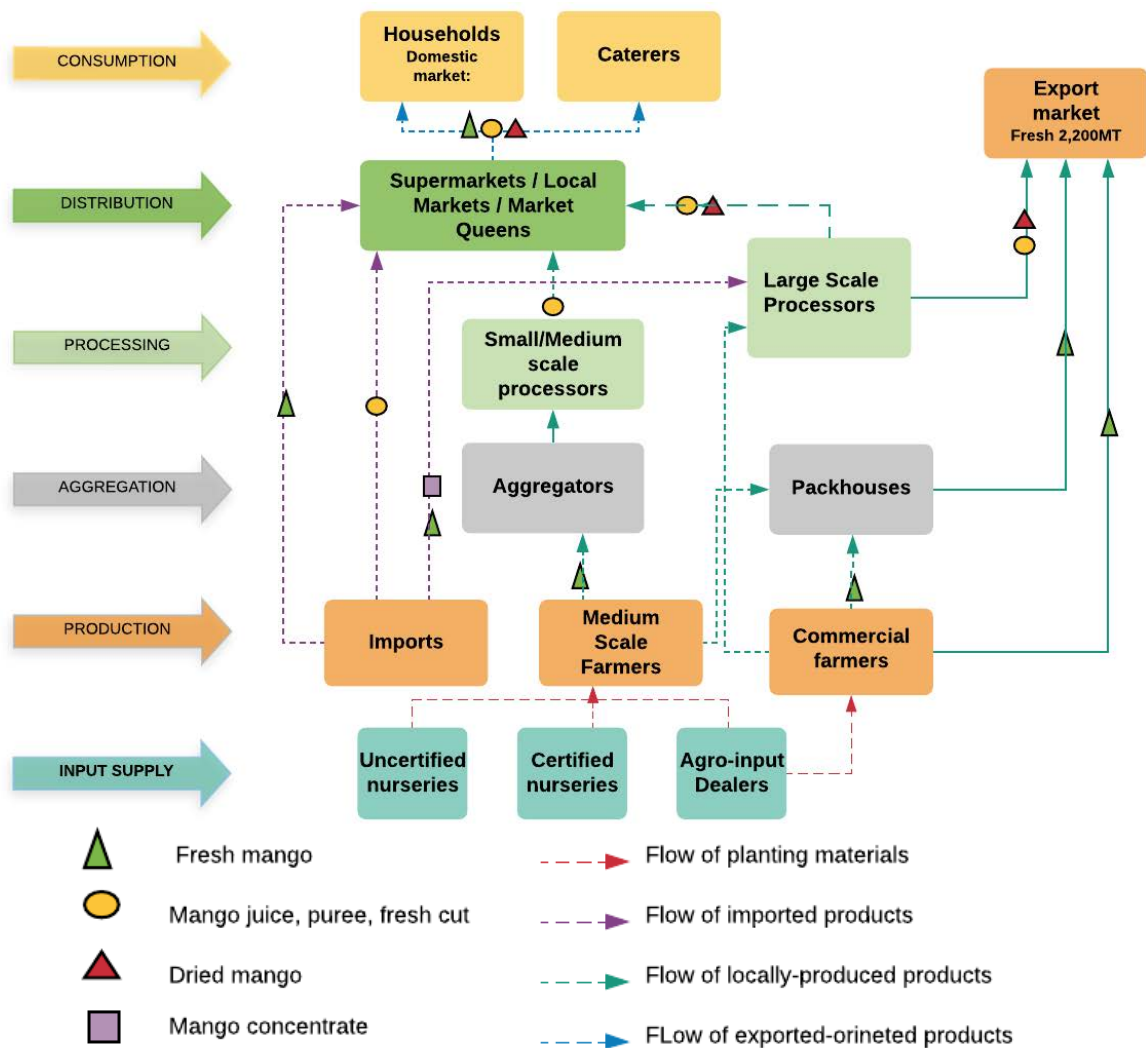 CONSUMPTION
Households
Domestic
market:
Caterers
Export
market
Fresh 2,200MT
DISTRIBUTION
Supermarkets / Local
Markets / Market
Queens
Large Scale
Processors
PROCESSING
Small/Medium
scale
processors
AGGREGATION
Aggregators
Packhouses
PRODUCTION
Imports
Medium
Scale
Farmers
Commercial
farmers
INPUT SUPPLY
Uncertified
nurseries
Certified
nurseries
Agro-input
Dealers
Fresh mango
Flow of planting materials
Mango juice, puree, fresh cut
Flow of imported products
Dried mango
Flow of locally-produced products
Mango concentrate
FLow of exported-orineted products